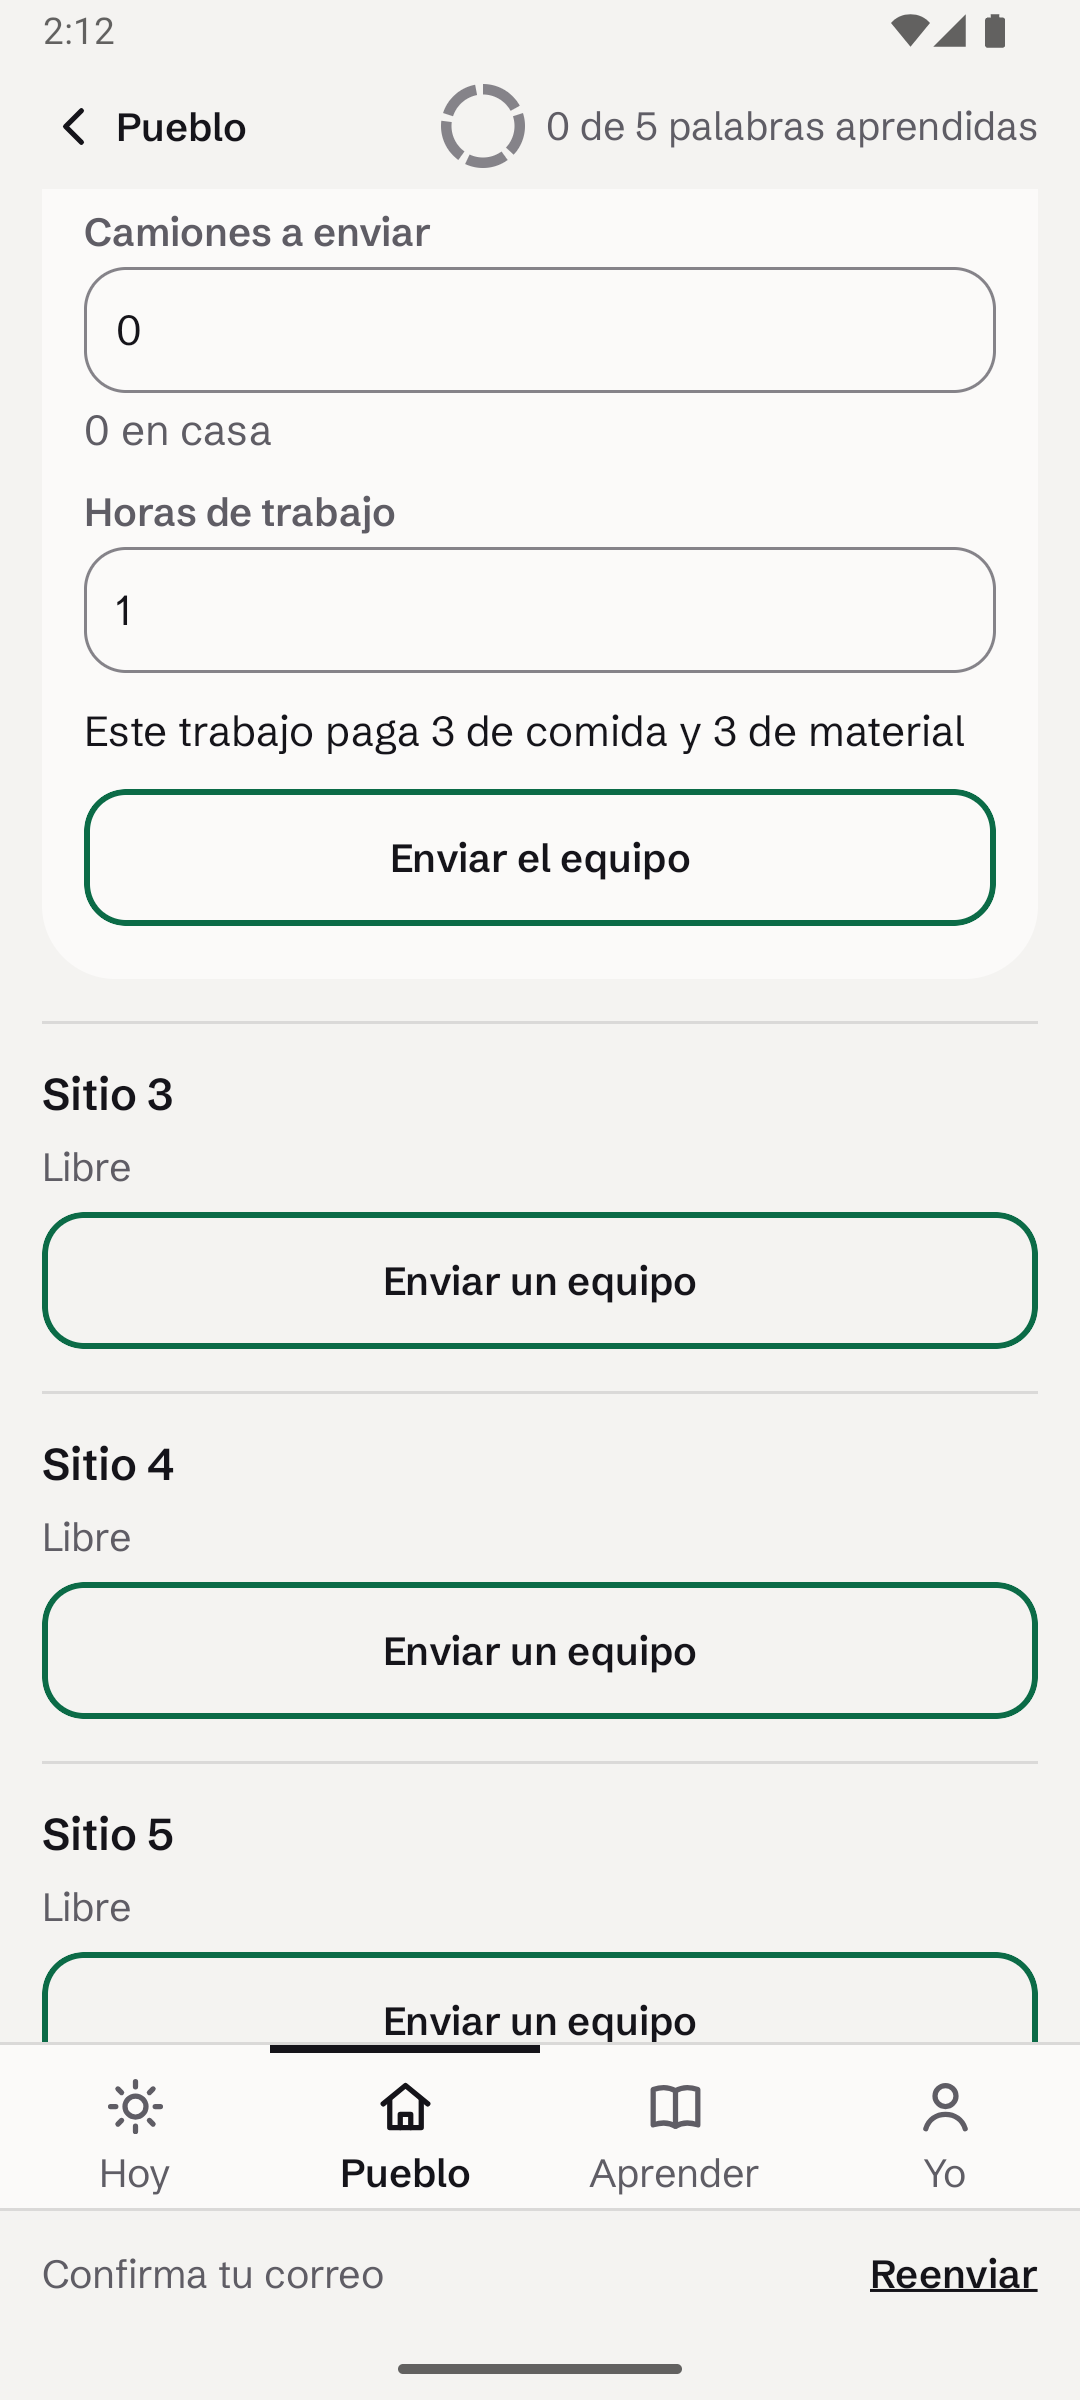 2:12
Pueblo
0 de 5 palabras aprendidas
Camiones a enviar
0
0 en casa
Horas de trabajo
1
Este trabajo paga 3 de comida y 3 de material
Enviar el equipo
Sitio 3
Libre
Enviar un equipo
Sitio 4
Libre
Enviar un equipo
Sitio 5
Libre
Enviar un equipo
Hoy
Pueblo
Aprender
Yo
Confirma tu correo
Reenviar